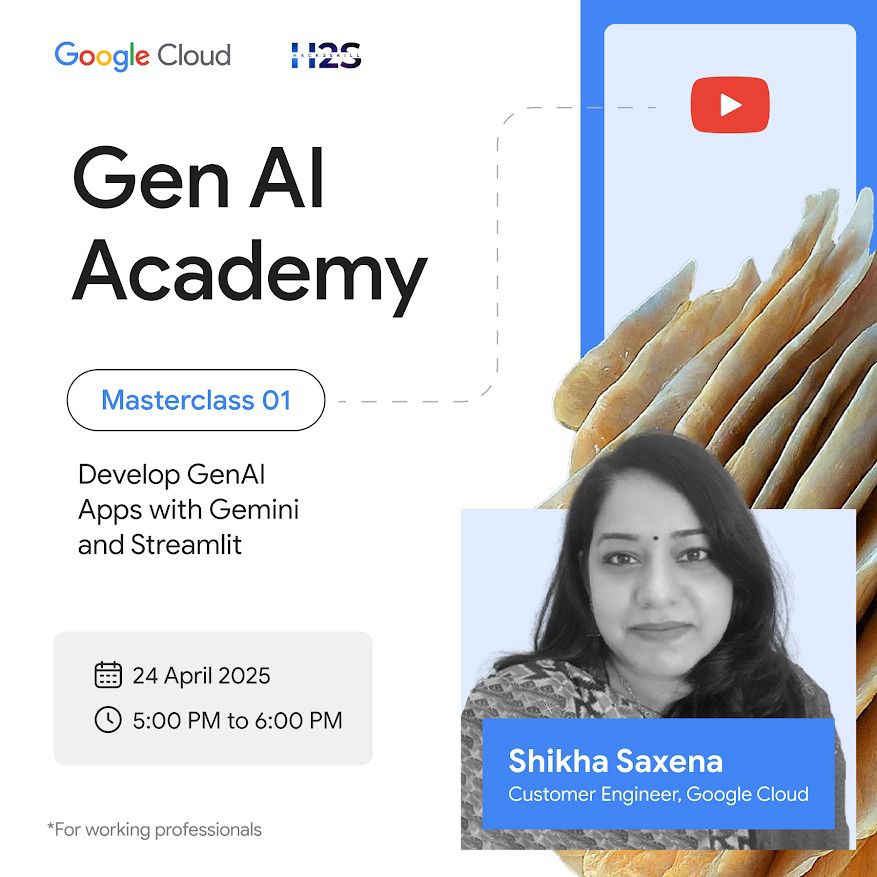 Google Cloud
H2S
HACK2SKILL
Gen AI
Academy
Masterclass 01
Develop GenAI
Apps with Gemini
and Streamlit
24 April 2025
5:00 PM to 6:00 PM
*For working professionals
Shikha Saxena
Customer Engineer, Google Cloud